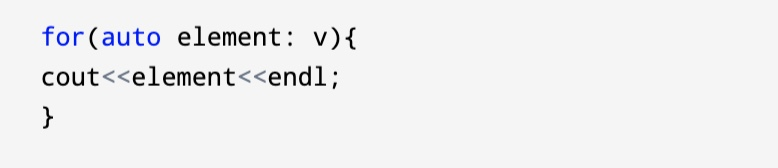 for(auto element: v){
cout<<element<<endl;
}